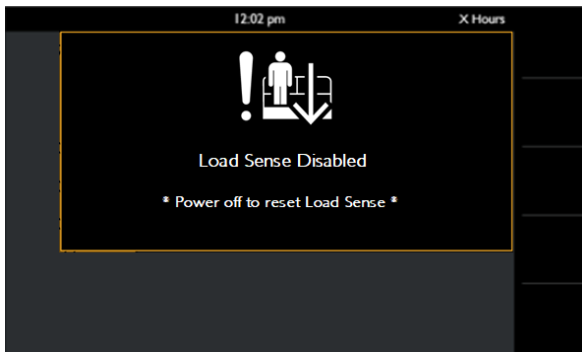 12:02 pm X Hours
Load Sense Disabled
* Power off to reset Load Sense *